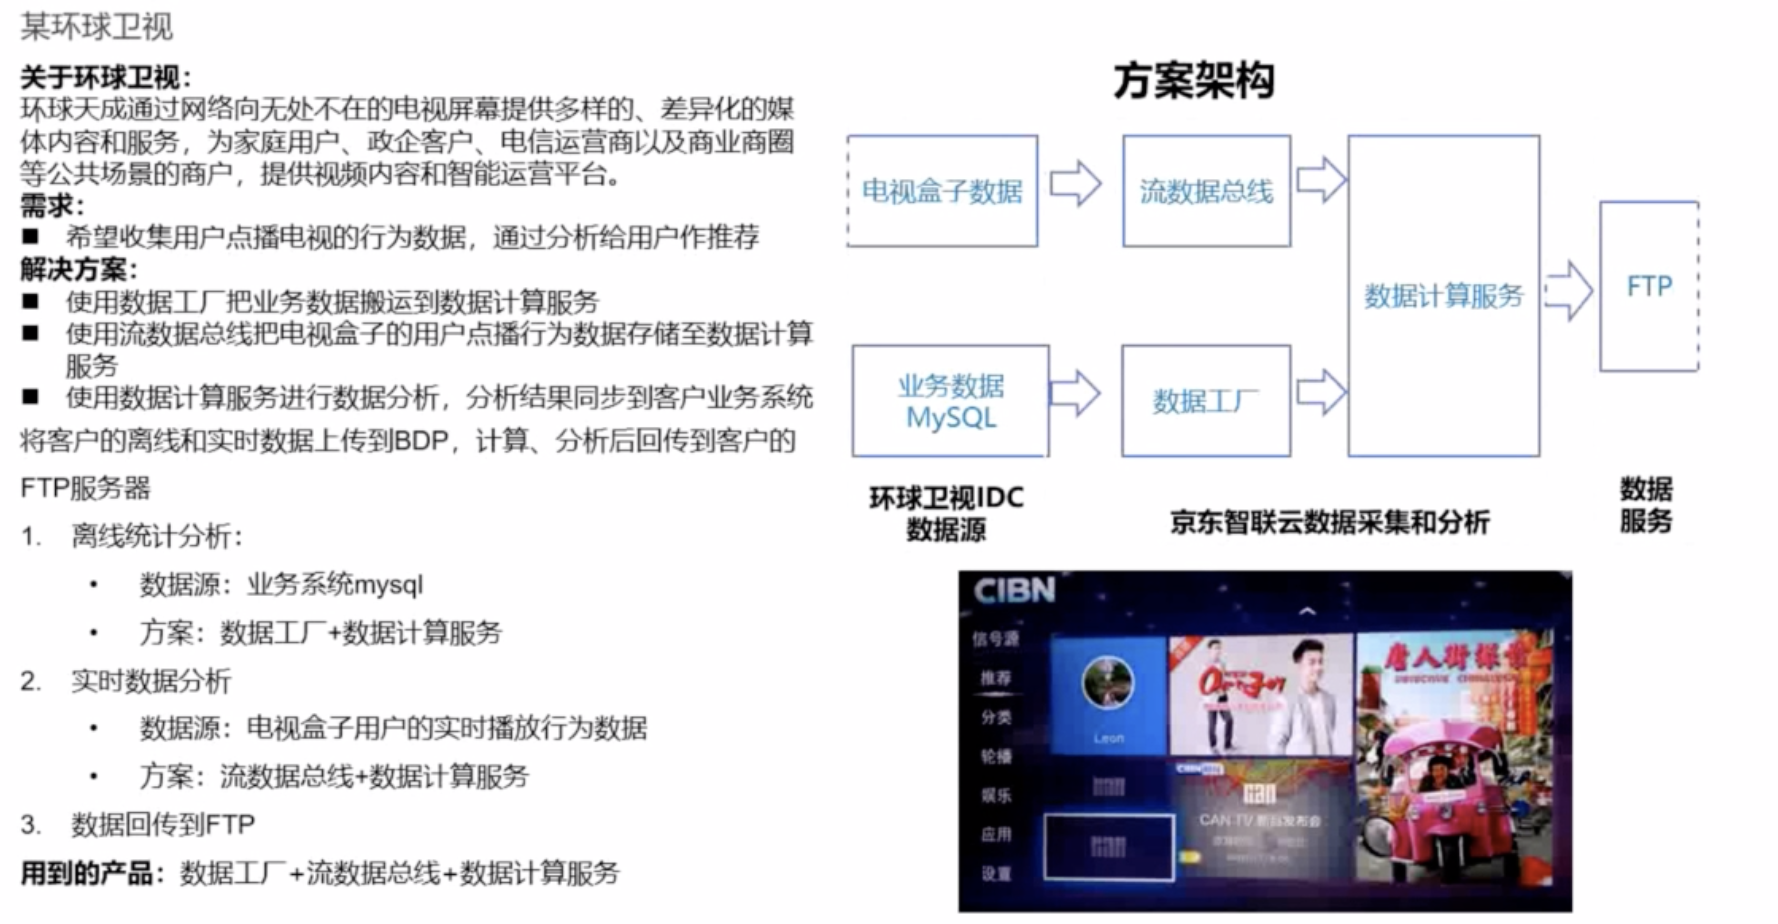 某环球卫视
关于环球卫视：
环球天成通过网络向无处不在的电视屏幕提供多样的、差异化的媒
体内容和服务，为家庭用户、政企客户、电信运营商以及商业商圈
等公共场景的商户，提供视频内容和智能运营平台。
需求：
■ 希望收集用户点播电视的行为数据，通过分析给用户作推荐
解决方案：
■ 使用数据工厂把业务数据搬运到数据计算服务
■ 使用流数据总线把电视盒子的用户点播行为数据存储至数据计算
服务
■ 使用数据计算服务进行数据分析，分析结果同步到客户业务系统
将客户的离线和实时数据上传到BDP，计算、分析后回传到客户的
FTP服务器
1. 离线统计分析：
• 数据源：业务系统mysql
• 方案：数据工厂+数据计算服务
2. 实时数据分析
• 数据源：电视盒子用户的实时播放行为数据
• 方案：流数据总线+数据计算服务
3. 数据回传到FTP
用到的产品：数据工厂+流数据总线+数据计算服务
方案架构
电视盒子数据
流数据总线
数据计算服务
FTP
业务数据
MySQL
数据工厂
环球卫视IDC
数据源
京东智联云数据采集和分析
数据
服务
CIBN
信号源
推荐
分类
轮播
娱乐
应用
设置
Leon
唐人街探案
DETECTIVE CHINATOWN
CIBN
CAN
CAN TV 新品发布会